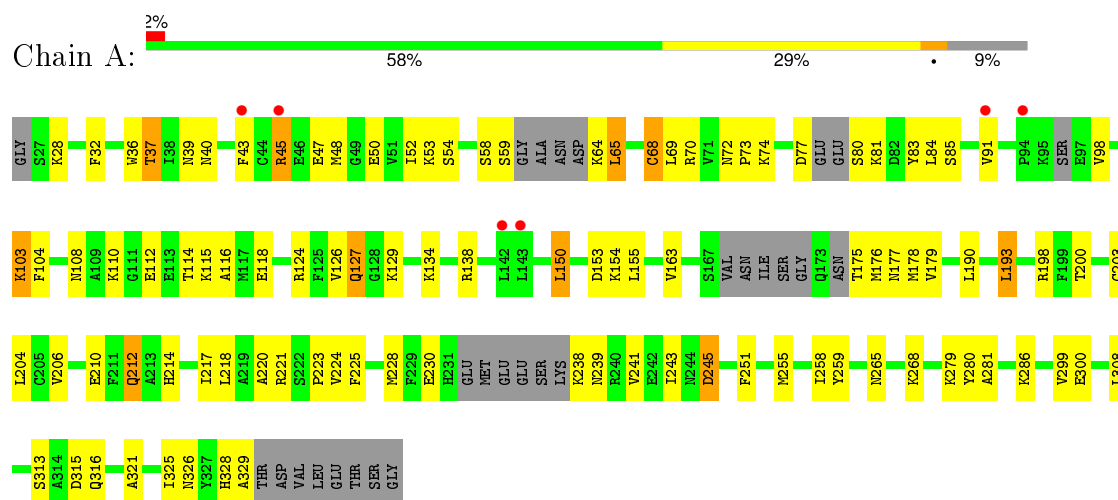 2%
Chain A:
58% 29% • 9%
GLY S27 K28 F32 W36 T37 I38 N39 N40 F43 C44 R45 E46 E47 M48 G49 E50 V51 I52 K53 S54 S58 S59 GLY ALA ASN ASP K64 L65 C68 L69 R70 V71 N72 P73 K74 D77 GLU GLU S80 K81 D82 Y83 L84 S85 V91 P94 K95 SER E97 V98
K103 F104 N108 A109 K110 G111 E112 E113 T114 K115 A116 M117 E118 R124 F125 V126 Q127 G128 K129 K134 R138 L142 L143 L150 D153 K154 L155 V163 S167 VAL ASN ILE SER GLY Q173 ASN T175 M176 N177 M178 V179 L190 L193 R198 F199 T200 C203
L204 C205 V206 E210 F211 Q212 A213 H214 I217 L218 A219 A220 R221 S222 P223 V224 F225 M228 F229 E230 H231 GLU MET GLU GLU SER LYS K238 N239 R240 V241 E242 I243 N244 D245 F251 M255 I258 Y259 N265 K268 K279 Y280 A281 K286 V299 E300 L308
S313 A314 D315 Q316 A321 I325 N326 Y327 H328 A329 THR ASP VAL LEU GLU THR SER GLY